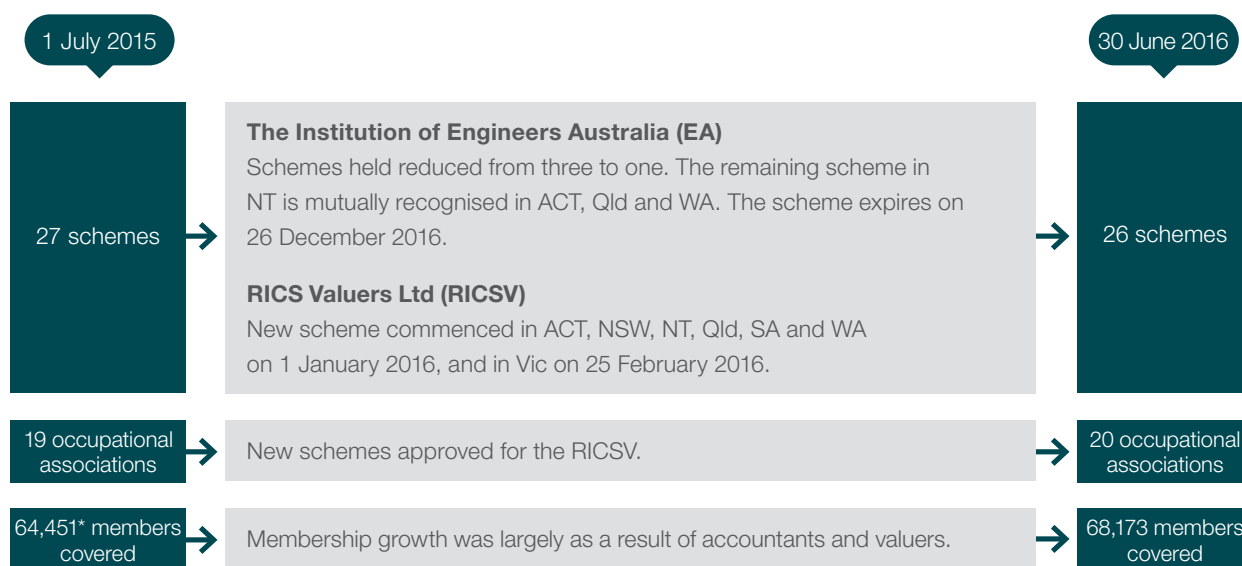 1 July 2015
30 June 2016
27 schemes
The Institution of Engineers Australia (EA)
Schemes held reduced from three to one. The remaining scheme in
NT is mutually recognised in ACT, Qld and WA. The scheme expires on
26 December 2016.
RICS Valuers Ltd (RICSV)
New scheme commenced in ACT, NSW, NT, Qld, SA and WA
on 1 January 2016, and in Vic on 25 February 2016.
26 schemes
19 occupational
associations
New schemes approved for the RICSV.
20 occupational
associations
64,451* members
covered
Membership growth was largely as a result of accountants and valuers.
68,173 members
covered